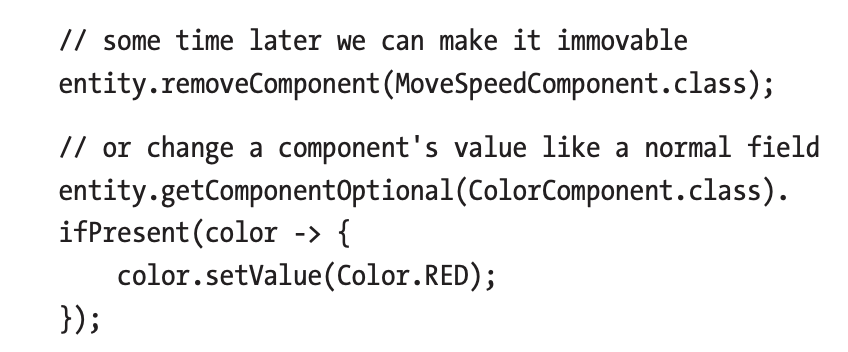 // some time later we can make it immovable
entity.removeComponent(MoveSpeedComponent.class);
// or change a component's value like a normal field
entity.getComponentOptional(ColorComponent.class).
ifPresent(color -> {
    color.setValue(Color.RED);
});